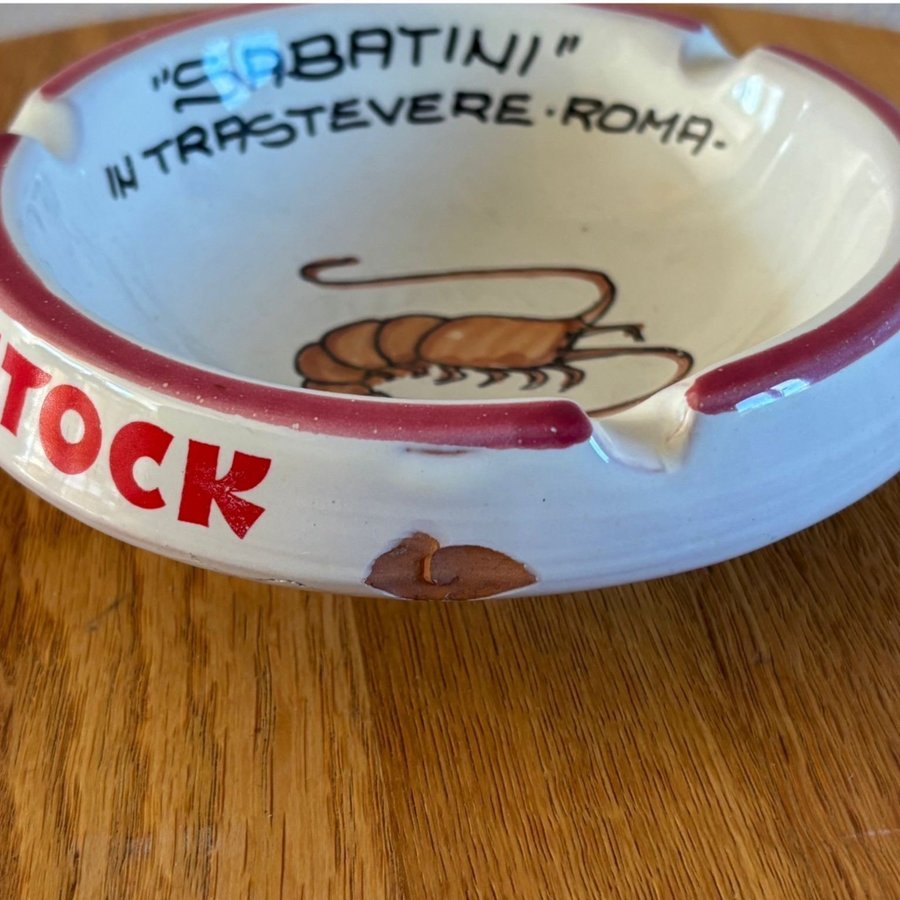 "SABATINI"
IN TRASTEVERE · ROMA -
TOCK